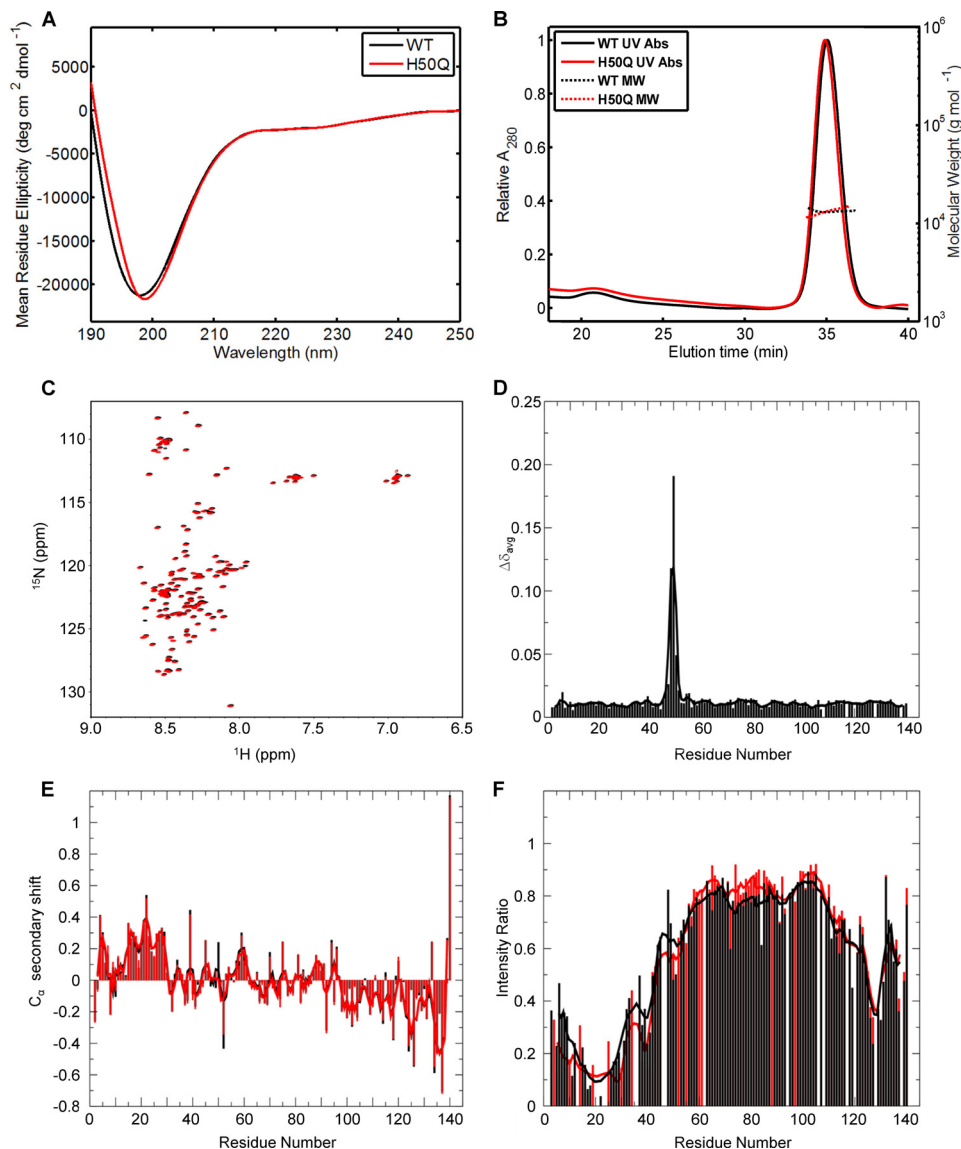 A
Mean Residue Ellipticity (deg cm 2 dmol -1)
5000
0
-5000
-10000
-15000
-20000
190 200 210 220 230 240 250
Wavelength (nm)
WT
H50Q
B
Relative A280
1
0.8
0.6
0.4
0.2
0
20 25 30 35 40
Elution time (min)
WT UV Abs
H50Q UV Abs
WT MW
H50Q MW
10^6
10^5
10^4
10^3
Molecular Weight (g mol -1)
C
15N (ppm)
110
115
120
125
130
9.0 8.5 8.0 7.5 7.0 6.5
1H (ppm)
D
Δδavg
0.25
0.20
0.15
0.10
0.05
0
0 20 40 60 80 100 120 140
Residue Number
E
Cα secondary shift
1
0.8
0.6
0.4
0.2
0
-0.2
-0.4
-0.6
-0.8
0 10 20 30 40 50 60 70 80 90 100 110 120 130 140
Residue Number
F
Intensity Ratio
1
0.8
0.6
0.4
0.2
0
0 20 40 60 80 100 120 140
Residue Number